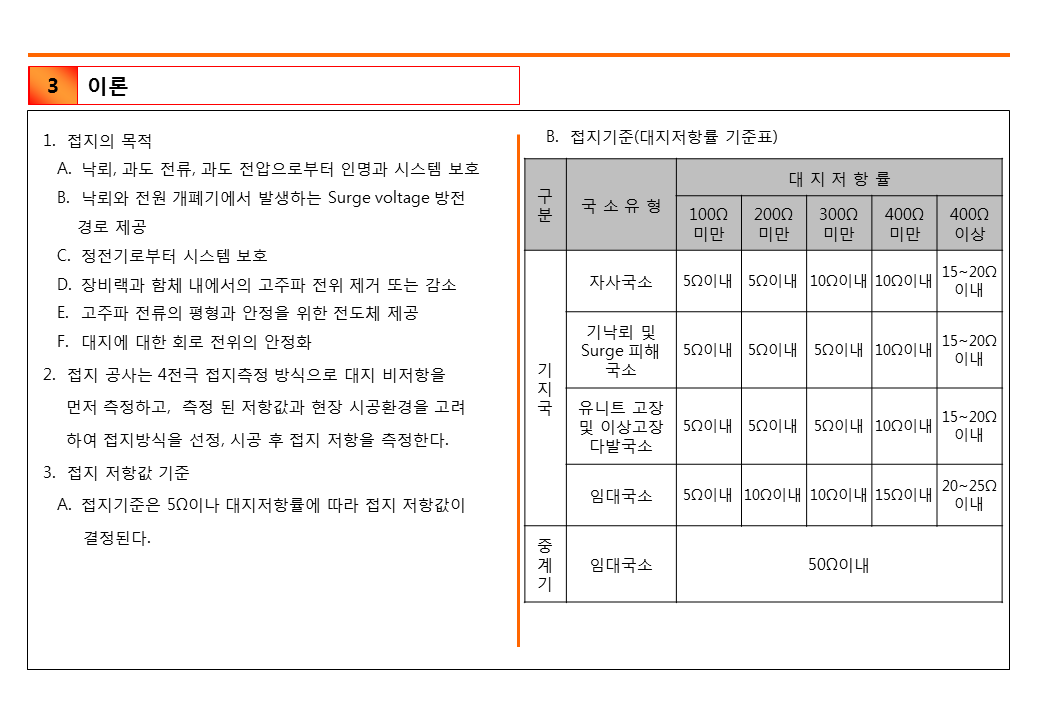 3 이론
1. 접지의 목적
A. 낙뢰, 과도 전류, 과도 전압으로부터 인명과 시스템 보호
B. 낙뢰와 전원 개폐기에서 발생하는 Surge voltage 방전
경로 제공
C. 정전기로부터 시스템 보호
D. 장비랙과 함체 내에서의 고주파 전위 제거 또는 감소
E. 고주파 전류의 평형과 안정을 위한 전도체 제공
F. 대지에 대한 회로 전위의 안정화
2. 접지 공사는 4전극 접지측정 방식으로 대지 비저항을
먼저 측정하고, 측정 된 저항값과 현장 시공환경을 고려
하여 접지방식을 선정, 시공 후 접지 저항을 측정한다.
3. 접지 저항값 기준
A. 접지기준은 5Ω이나 대지저항률에 따라 접지 저항값이
결정된다.
B. 접지기준(대지저항률 기준표)
구
분
국 소 유 형
대 지 저 항 률
100Ω 200Ω 300Ω 400Ω 400Ω
미만 미만 미만 미만 이상
기
지
국
자사국소 5Ω이내 5Ω이내 10Ω이내 10Ω이내 15~20Ω
이내
기낙뢰 및
Surge 피해
국소
5Ω이내 5Ω이내 5Ω이내 10Ω이내 15~20Ω
이내
유니트 고장
및 이상고장
다발국소
5Ω이내 5Ω이내 5Ω이내 10Ω이내 15~20Ω
이내
임대국소 5Ω이내 10Ω이내 10Ω이내 15Ω이내 20~25Ω
이내
중
계
기
임대국소 50Ω이내